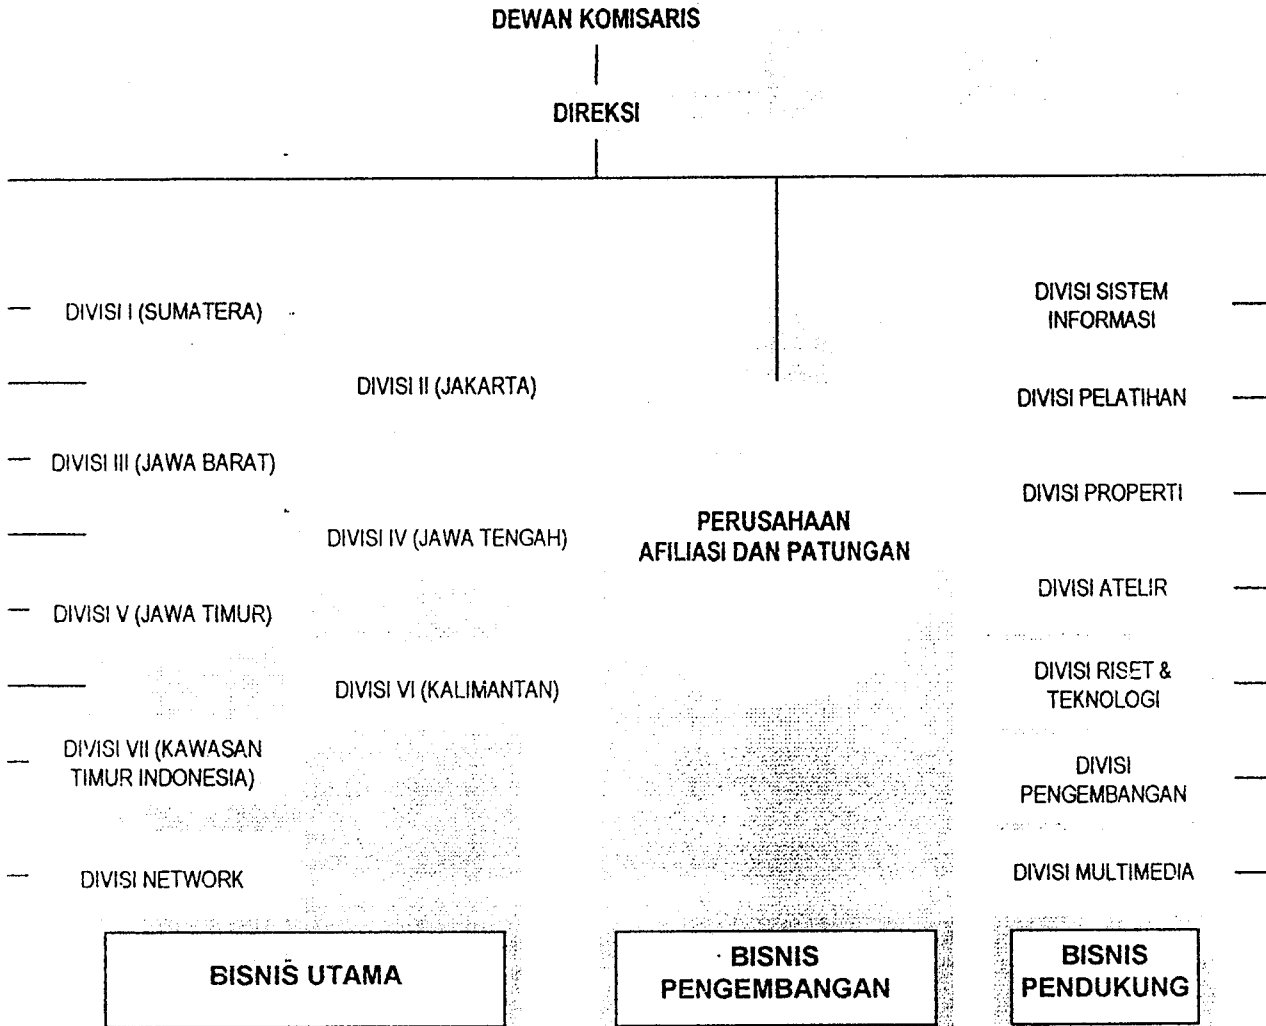 DEWAN KOMISARIS
DIREKSI
DIVISI I (SUMATERA)
DIVISI II (JAKARTA)
DIVISI III (JAWA BARAT)
DIVISI IV (JAWA TENGAH)
DIVISI V (JAWA TIMUR)
DIVISI VI (KALIMANTAN)
DIVISI VII (KAWASAN
TIMUR INDONESIA)
DIVISI NETWORK
BISNIS UTAMA
PERUSAHAAN
AFILIASI DAN PATUNGAN
BISNIS
PENGEMBANGAN
DIVISI SISTEM
INFORMASI
DIVISI PELATIHAN
DIVISI PROPERTI
DIVISI ATELIR
DIVISI RISET &
TEKNOLOGI
DIVISI
PENGEMBANGAN
DIVISI MULTIMEDIA
BISNIS
PENDUKUNG